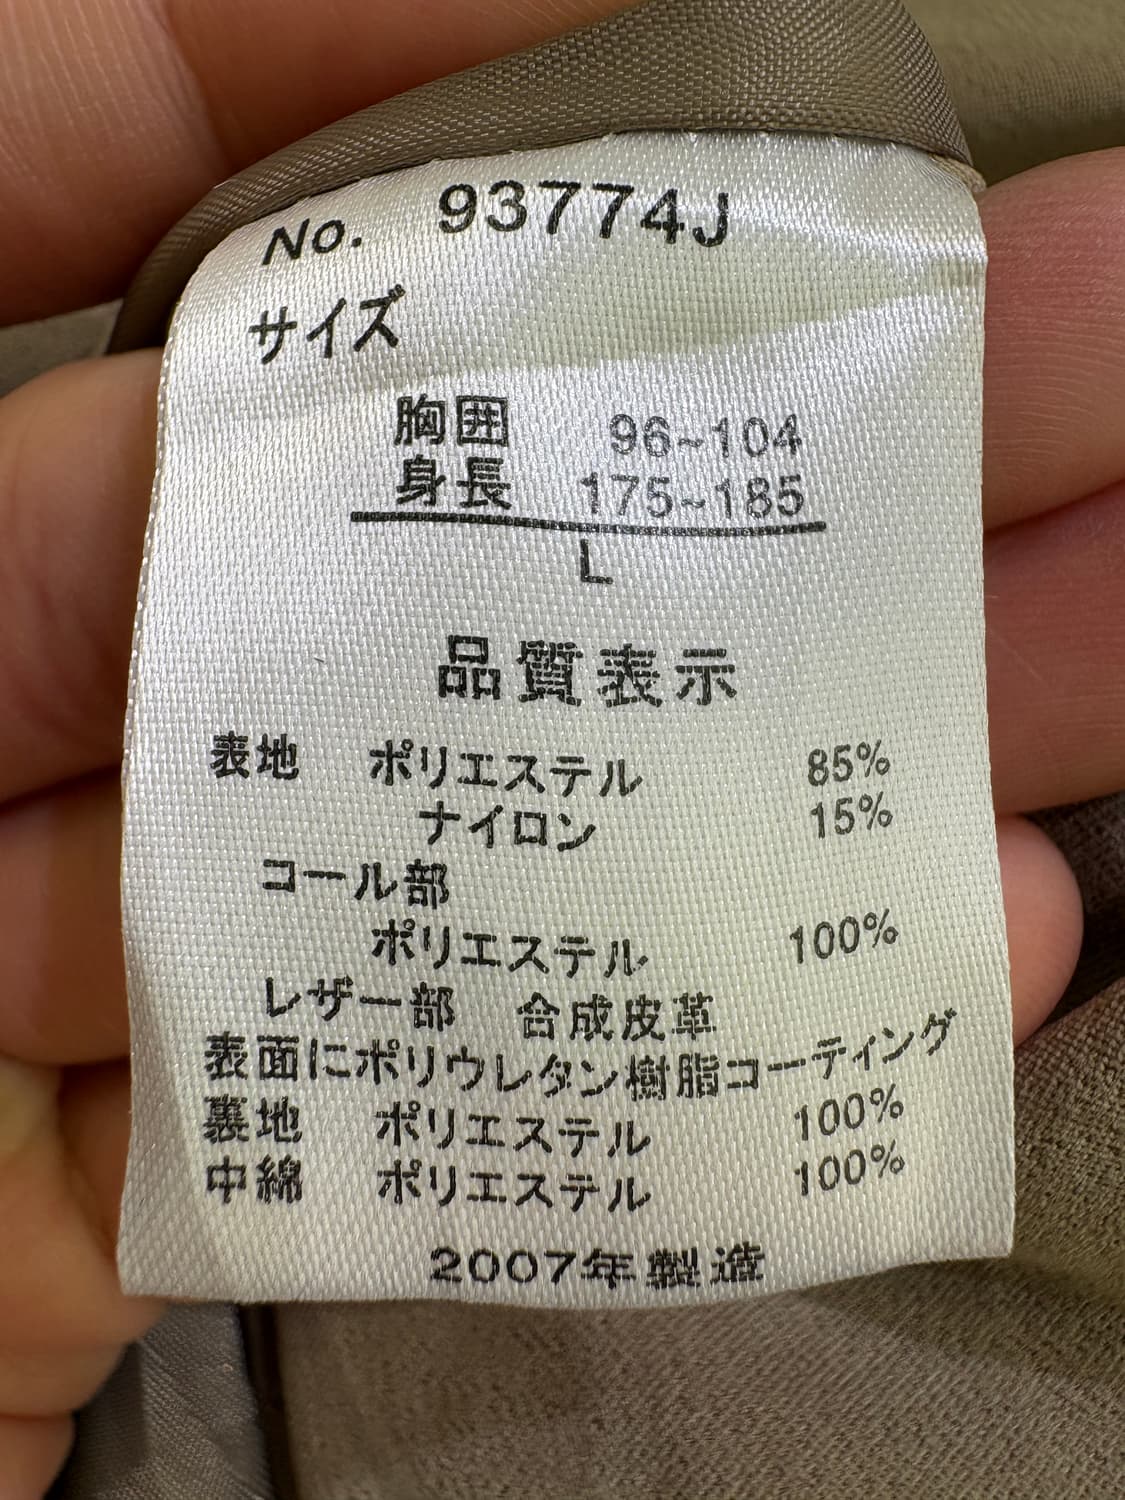 No. 93774J
サイズ
胸囲 96~104
身長 175~185
L
品質表示
表地 ポリエステル 85%
ナイロン 15%
コール部
ポリエステル 100%
レザー部 合成皮革
表面にポリウレタン樹脂コーティング
裏地 ポリエステル 100%
中綿 ポリエステル 100%
2007年製造